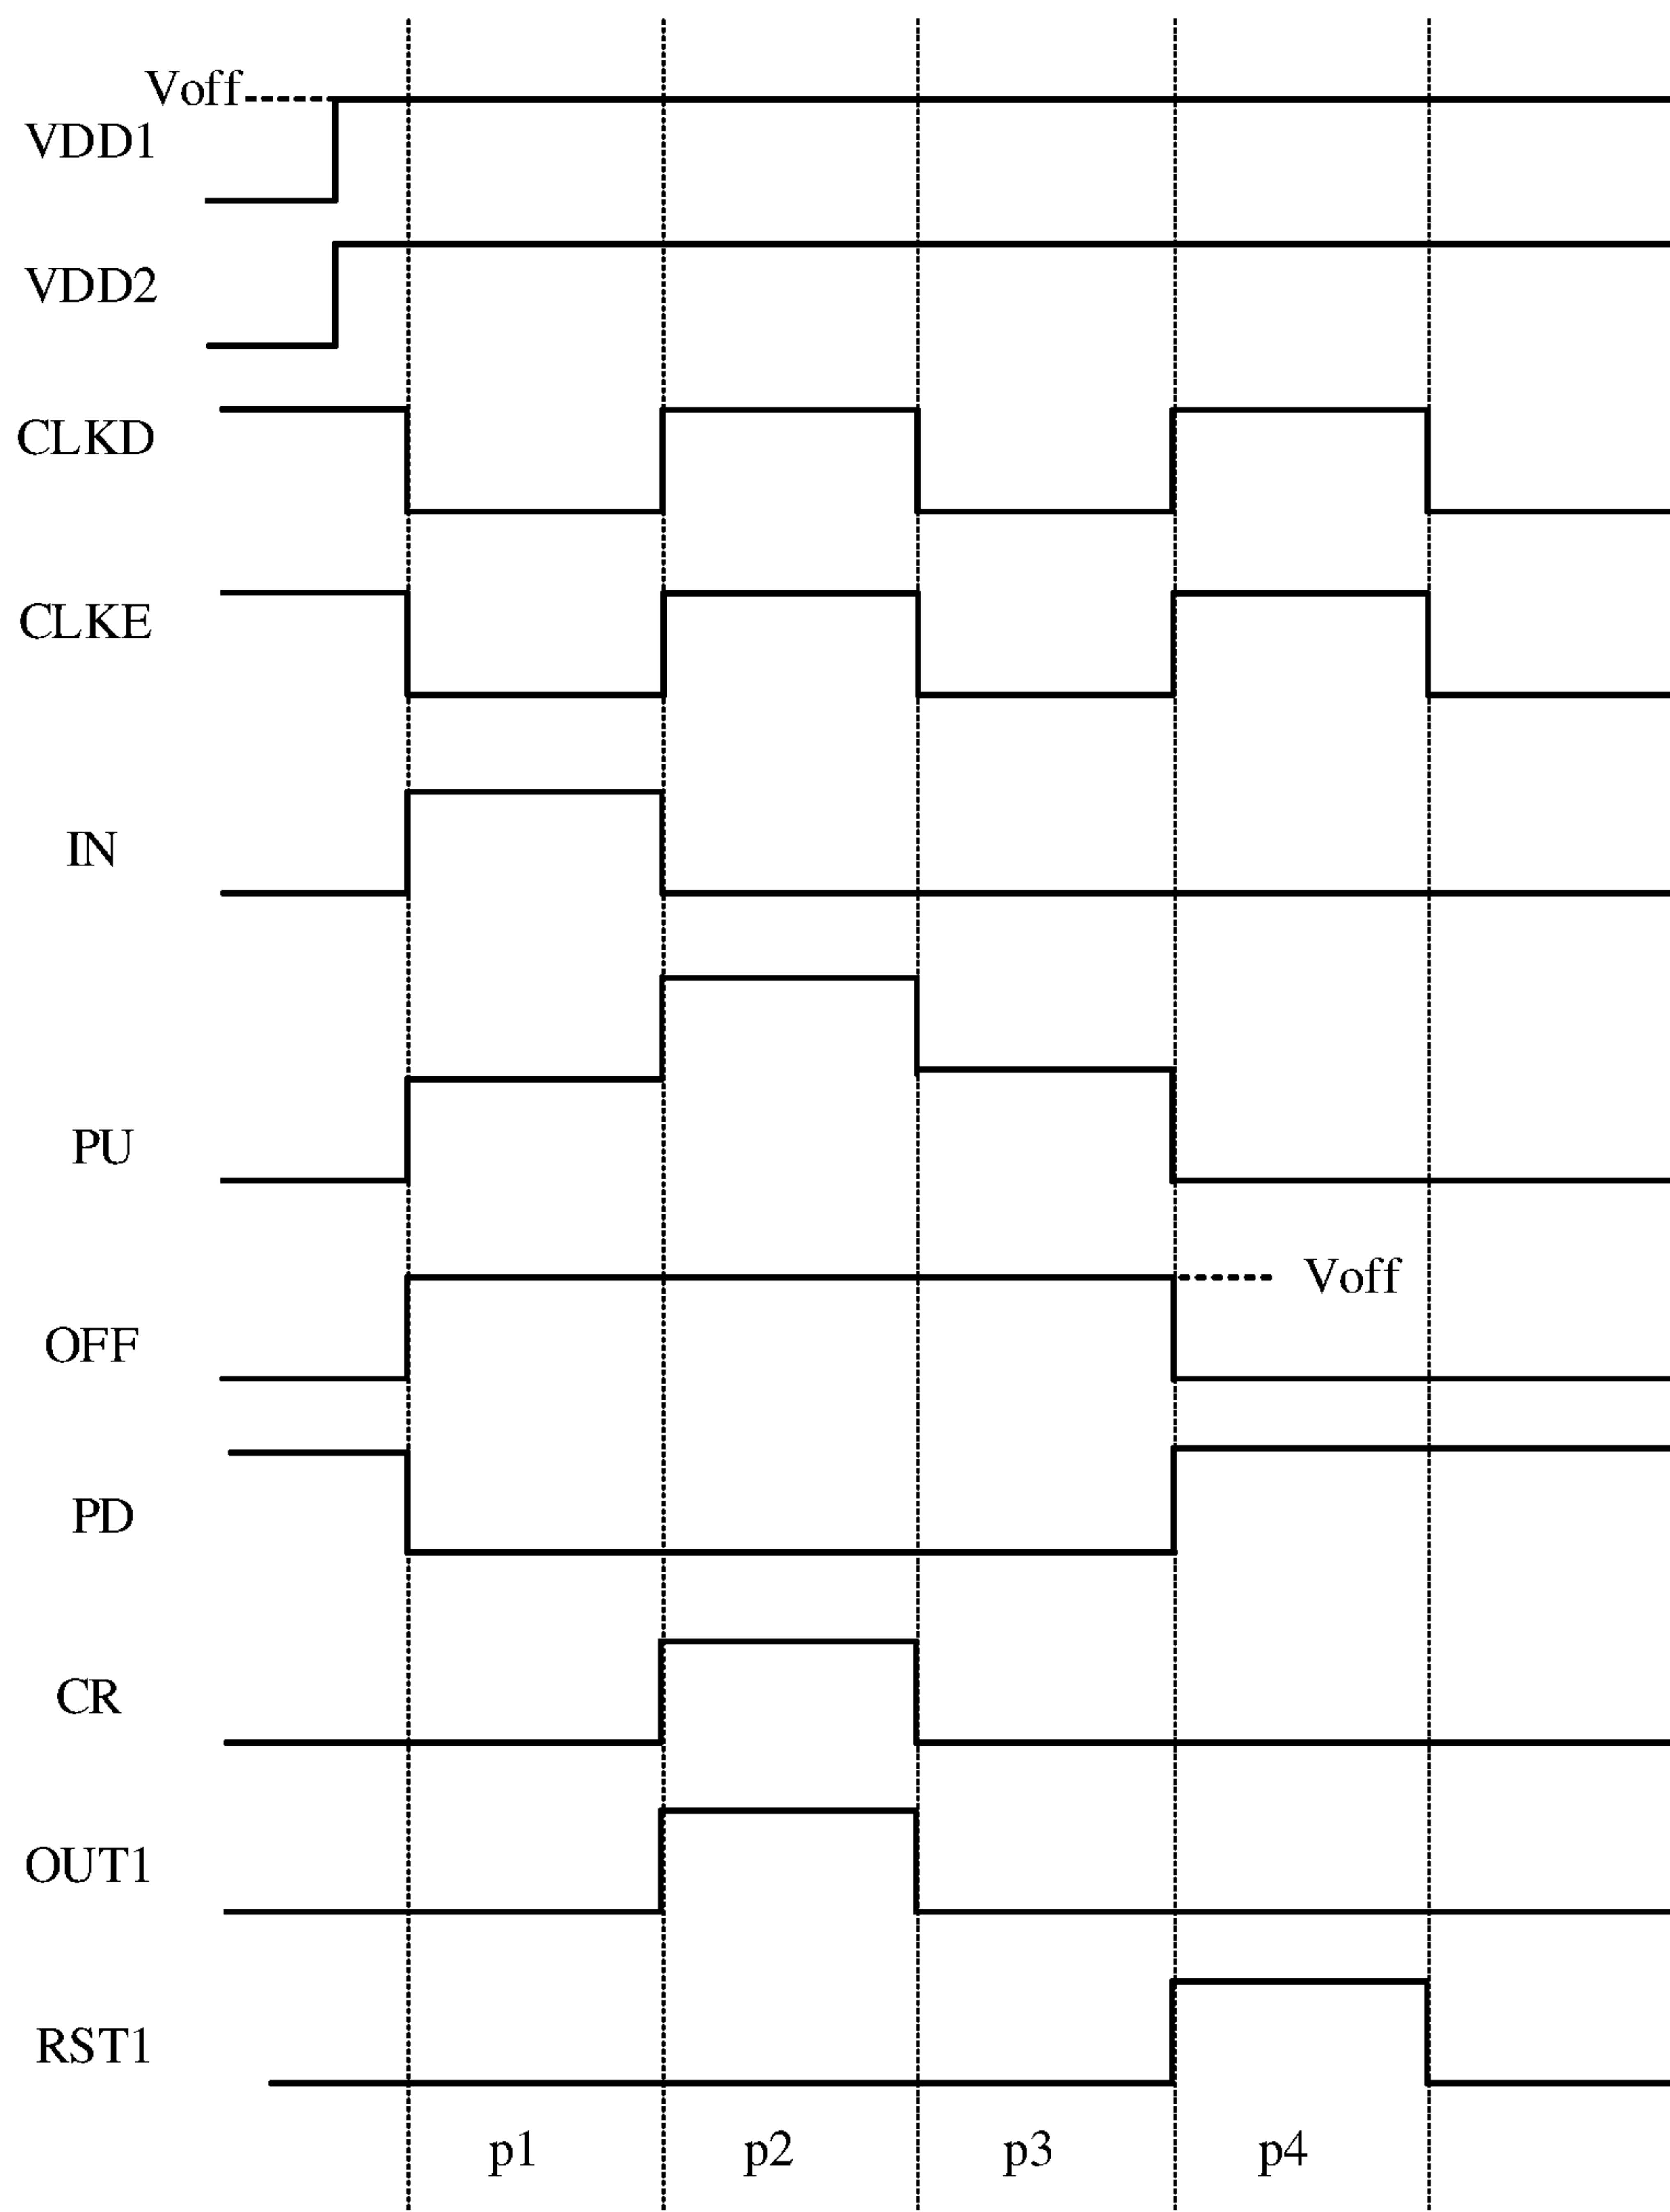 Voff
VDD1
VDD2
CLKD
CLKE
IN
PU
Voff
OFF
PD
CR
OUT1
RST1
p1 p2 p3 p4